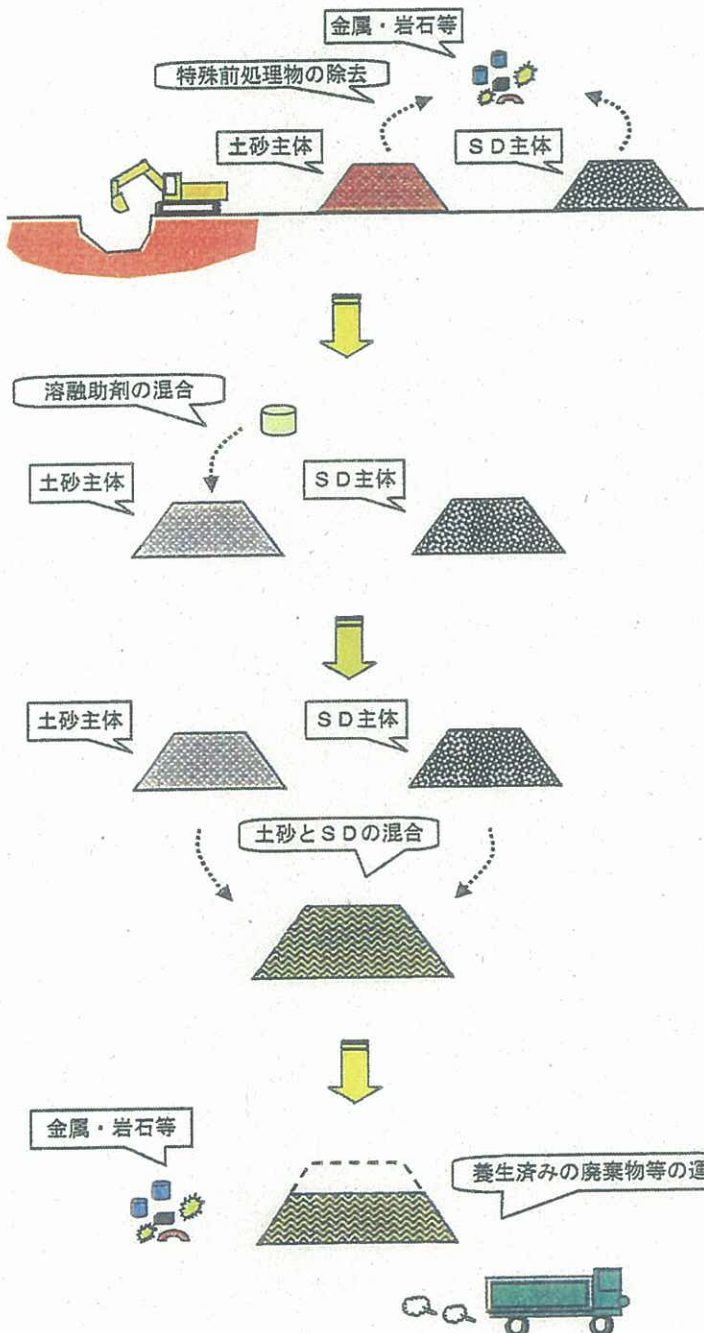 金属・岩石等
特殊前処理物の除去
土砂主体
ＳＤ主体
溶融助剤の混合
土砂主体
ＳＤ主体
土砂主体
ＳＤ主体
土砂とＳＤの混合
金属・岩石等
養生済みの廃棄物等の運